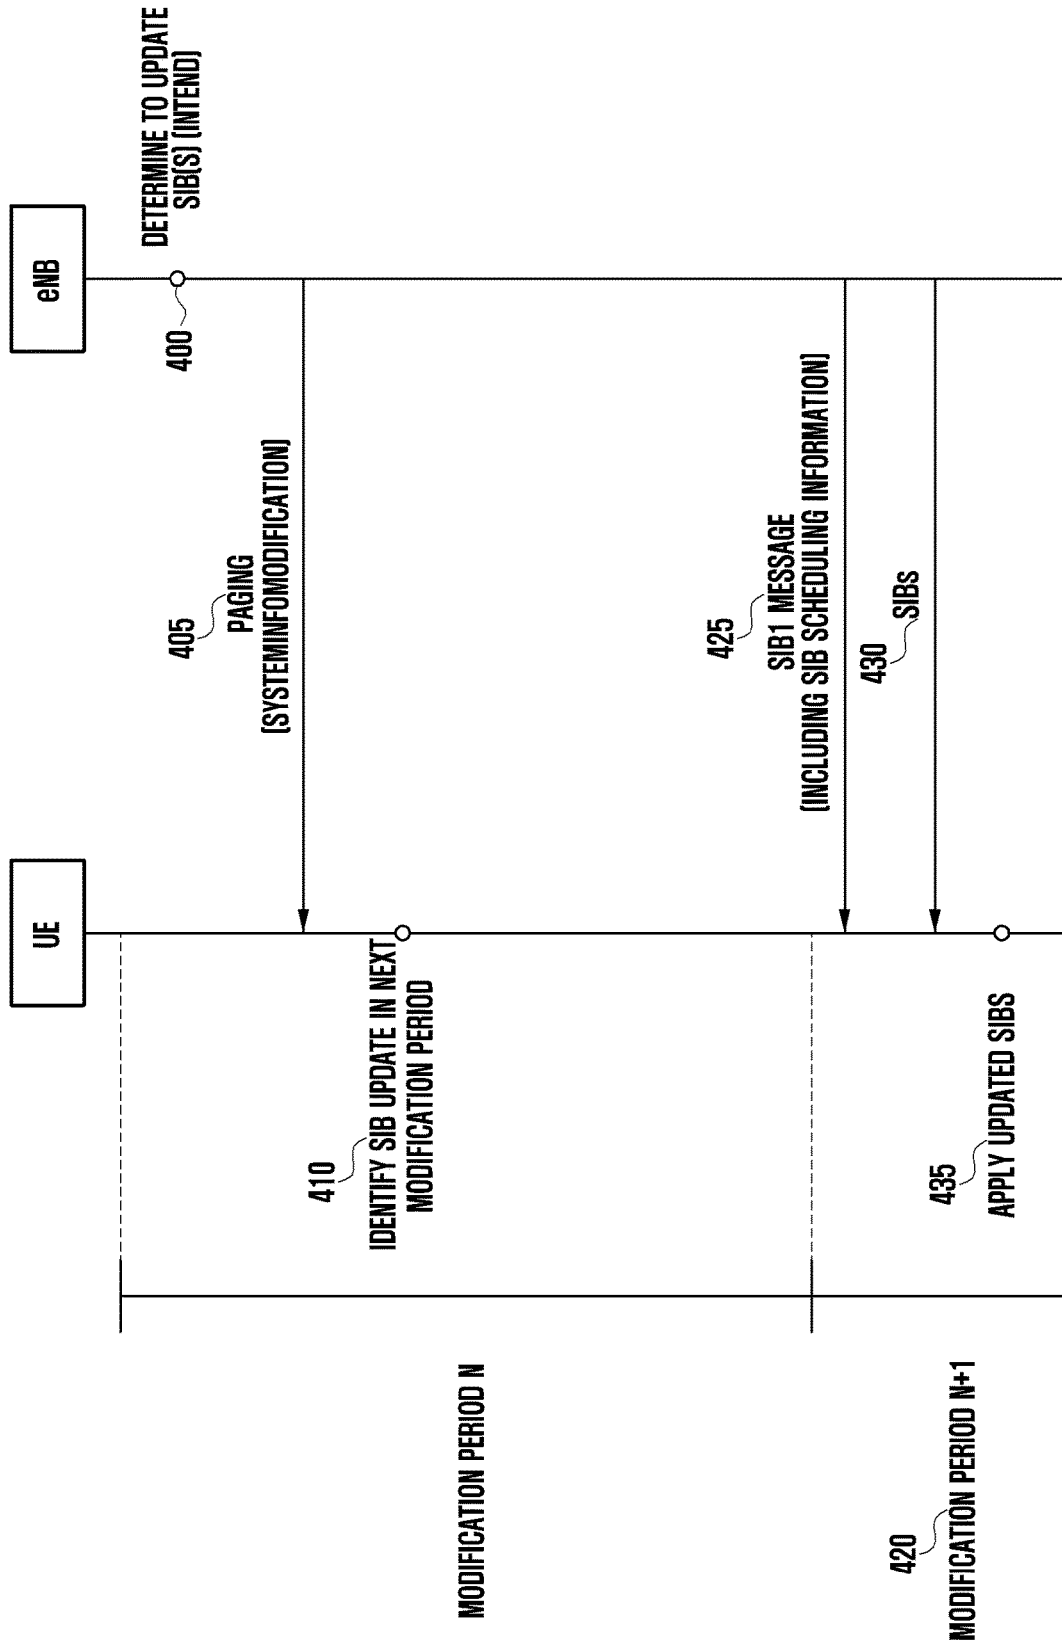 UE
eNB
400
DETERMINE TO UPDATE
SIB(S) (INTEND)
405
PAGING
(SYSTEMINFOMODIFICATION)
410
IDENTIFY SIB UPDATE IN NEXT
MODIFICATION PERIOD
MODIFICATION PERIOD N
425
SIB1 MESSAGE
(INCLUDING SIB SCHEDULING INFORMATION)
430
SIBs
420
MODIFICATION PERIOD N+1
435
APPLY UPDATED SIBS